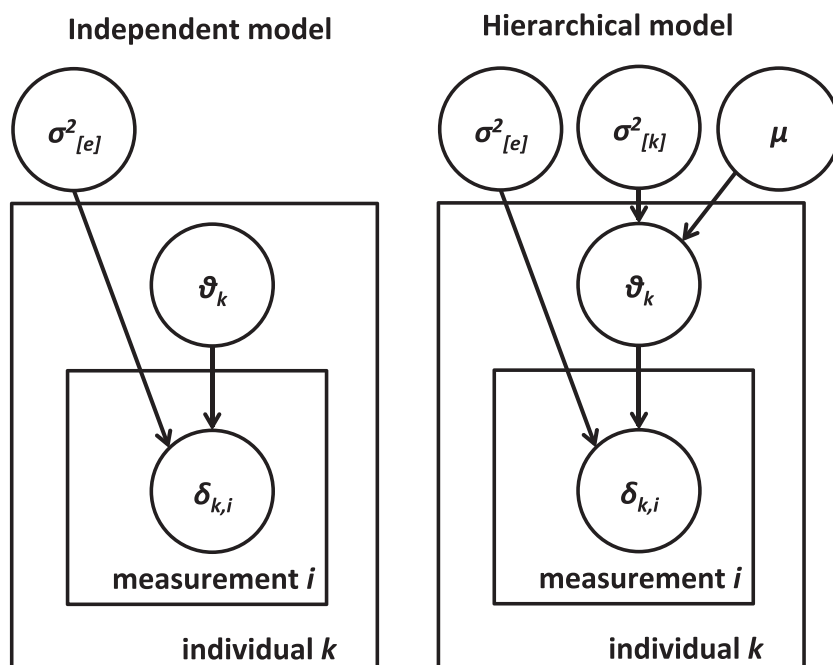 Independent model
σ²[e]
ϑk
δk,i
measurement i
individual k
Hierarchical model
σ²[e]
σ²[k]
μ
ϑk
δk,i
measurement i
individual k